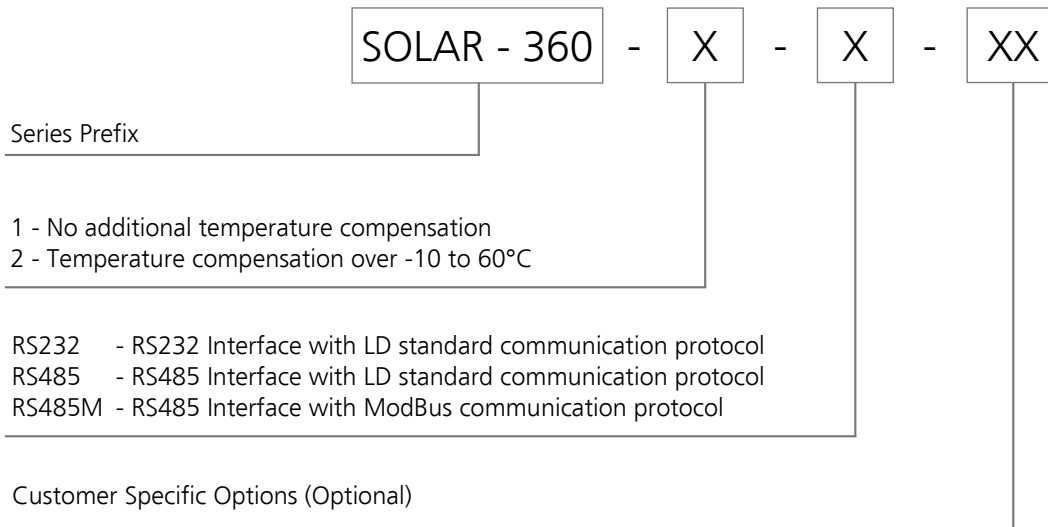 SOLAR - 360 - X - X - XX
Series Prefix
1 - No additional temperature compensation
2 - Temperature compensation over -10 to 60°C
RS232 - RS232 Interface with LD standard communication protocol
RS485 - RS485 Interface with LD standard communication protocol
RS485M - RS485 Interface with ModBus communication protocol
Customer Specific Options (Optional)